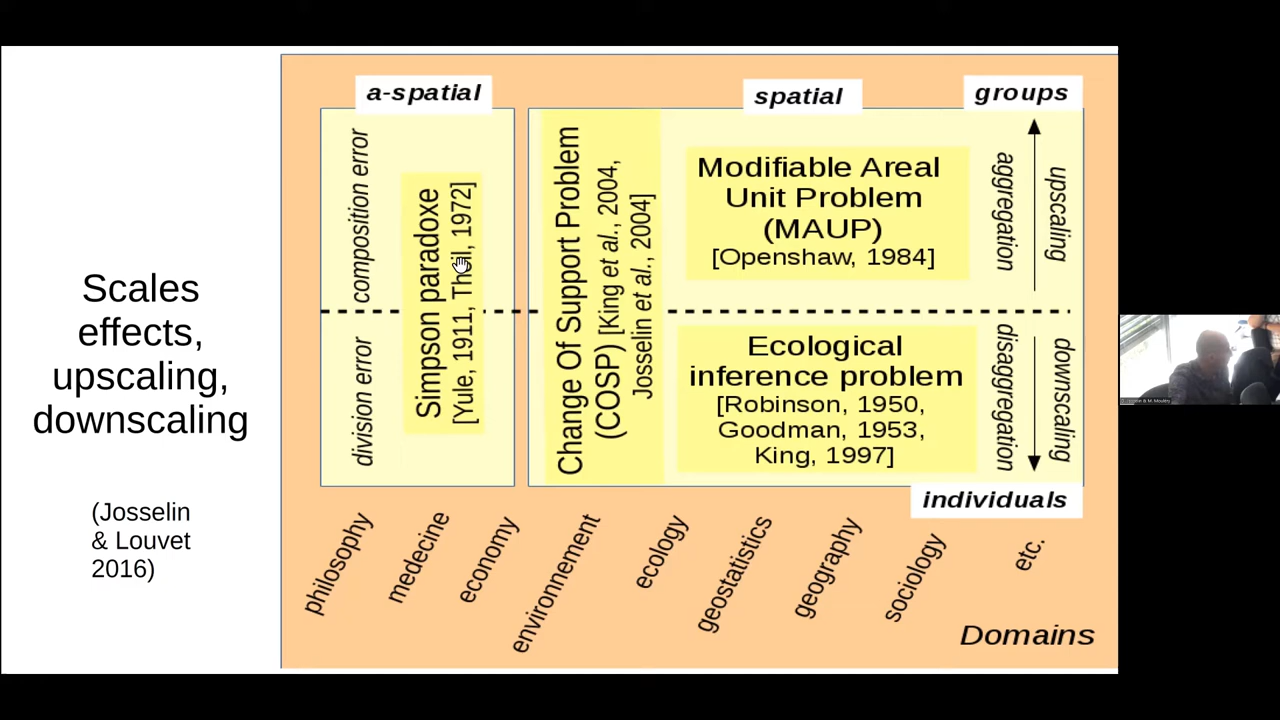 Scales
effects,
upscaling,
downscaling
(Josselin
& Louvet
2016)
a-spatial
spatial
groups
composition error
division error
Simpson paradoxe
[Yule, 1911, Theil, 1972]
Change Of Support Problem
(COSP) [King et al., 2004,
Josselin et al., 2004]
Modifiable Areal
Unit Problem
(MAUP)
[Openshaw, 1984]
aggregation
upscaling
Ecological
inference problem
[Robinson, 1950,
Goodman, 1953,
King, 1997]
disaggregation
downscaling
individuals
philosophy
medecine
economy
environnement
ecology
geostatistics
geography
sociology
etc.
Domains